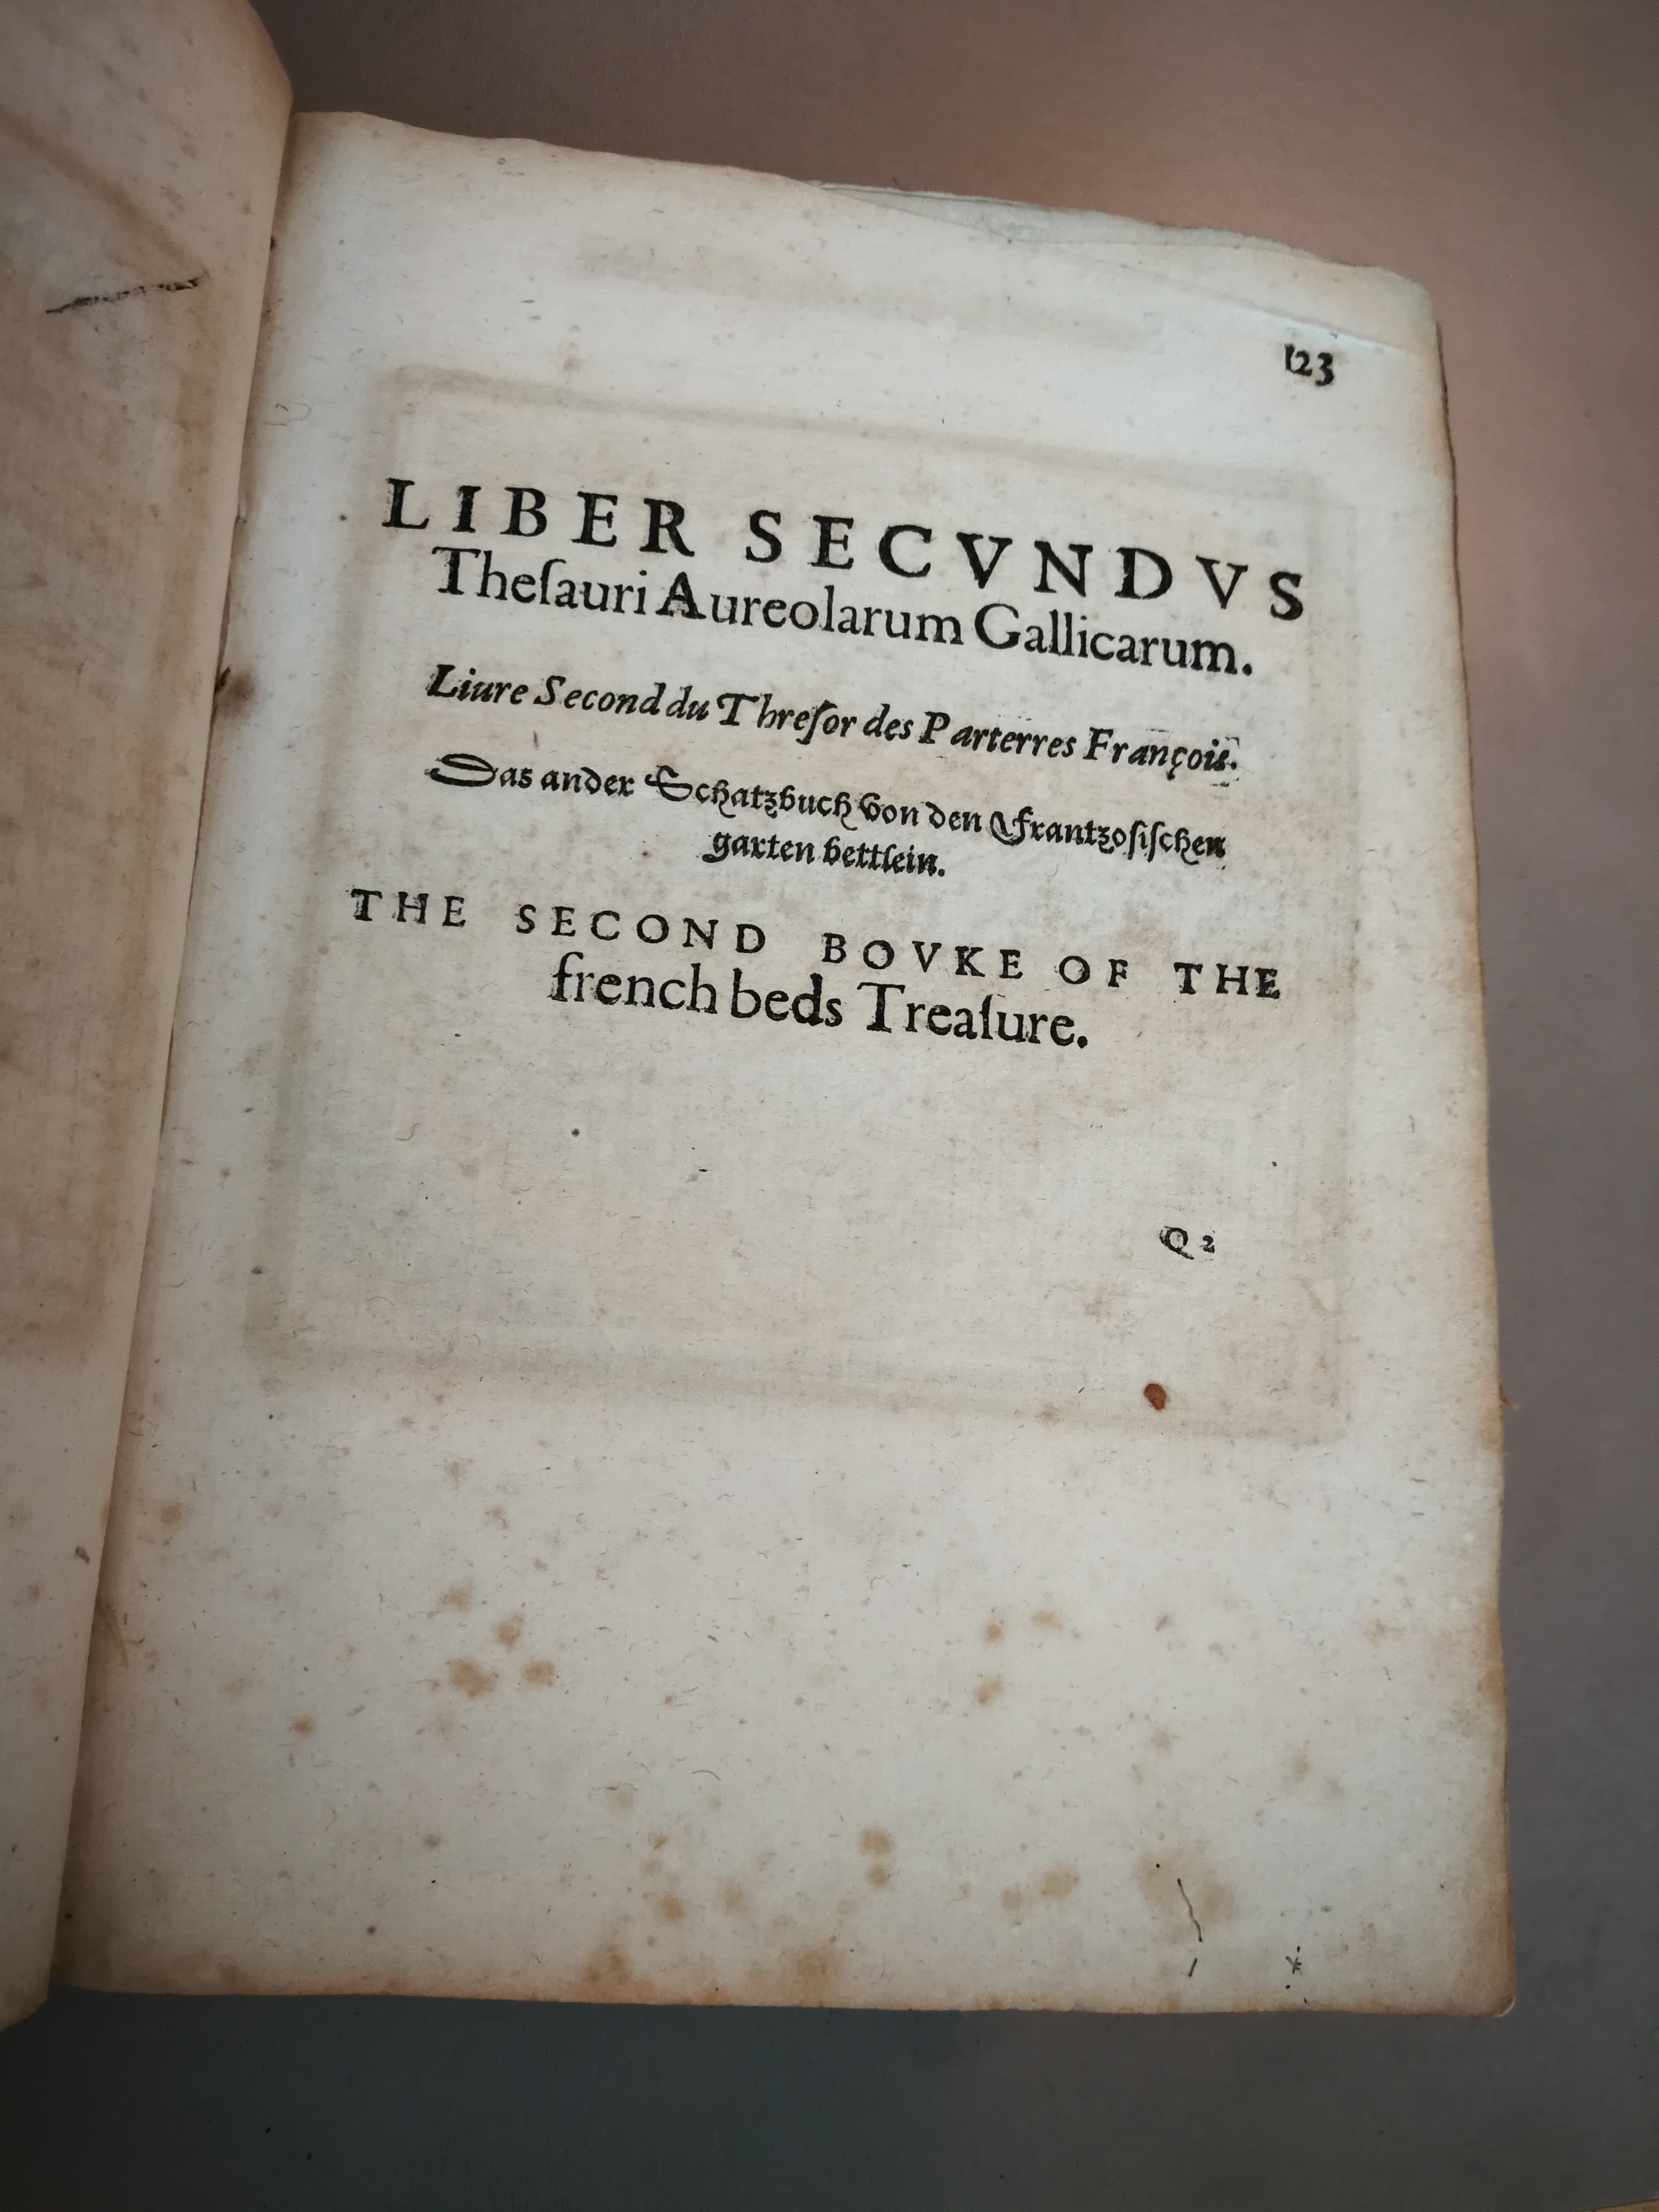 123
LIBER SECVNDVS
Theſauri Aureolarum Gallicarum.
Liure Second du Threſor des Parterres François.
Das ander Schatzbuch von den Frantzoſiſchen
garten bettlein.
THE SECOND BOVKE OF THE
french beds Treaſure.
Q 2